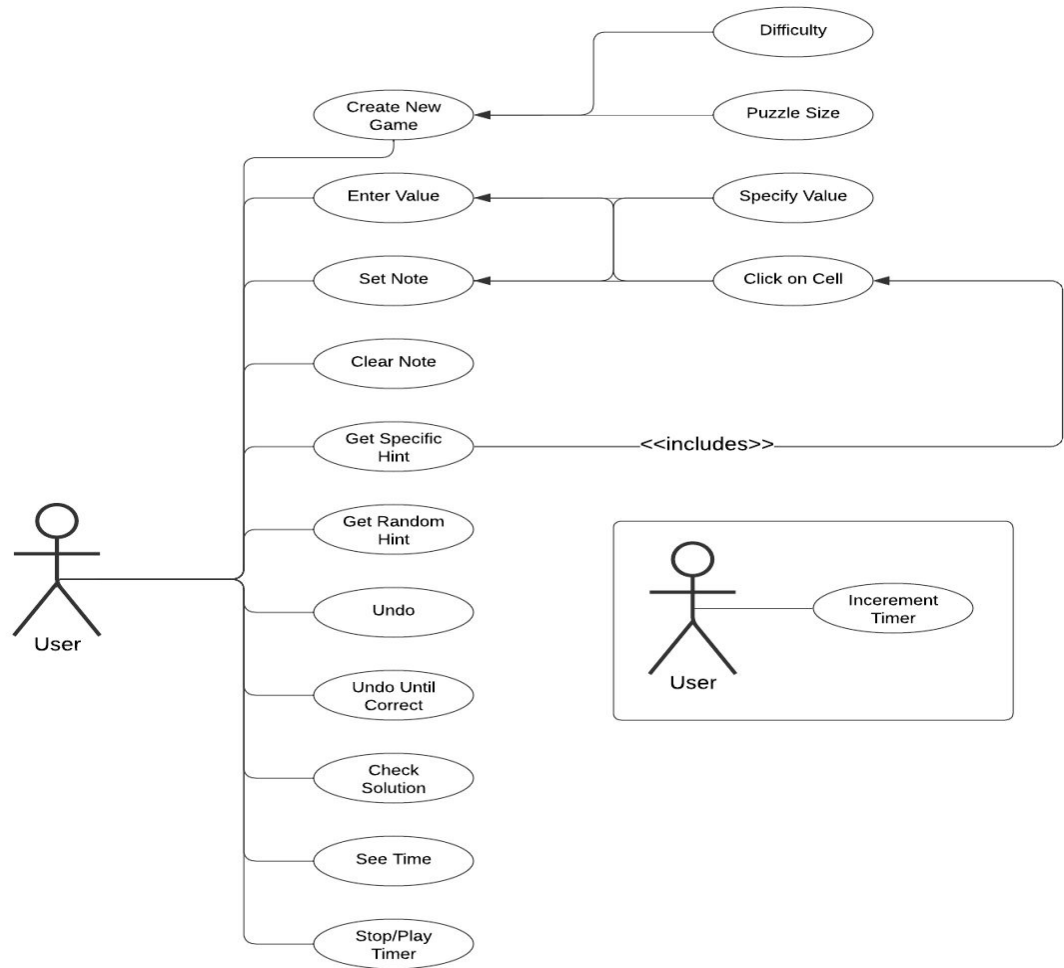 Difficulty
Create New
Game
Puzzle Size
Enter Value
Specify Value
Set Note
Click on Cell
Clear Note
Get Specific
Hint
<<includes>>
Get Random
Hint
User
Undo
Incerement
Timer
User
Undo Until
Correct
Check
Solution
See Time
Stop/Play
Timer